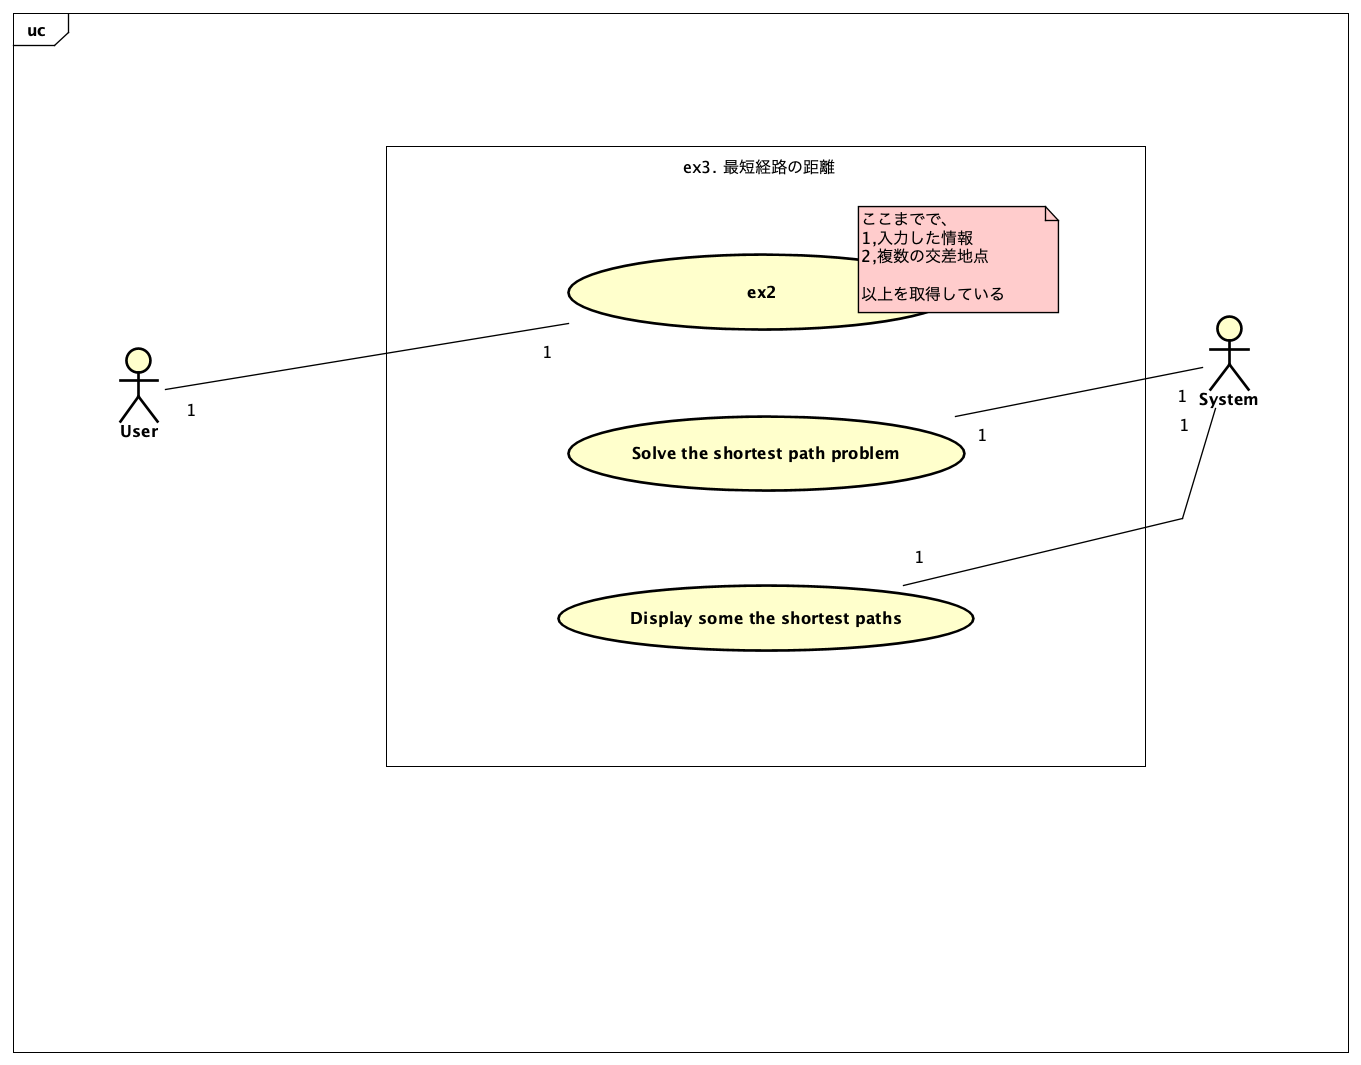 uc
ex3. 最短経路の距離
ここまでで、
1,入力した情報
2,複数の交差地点
以上を取得している
ex2
1
1
User
System
1
1
1
Solve the shortest path problem
1
Display some the shortest paths